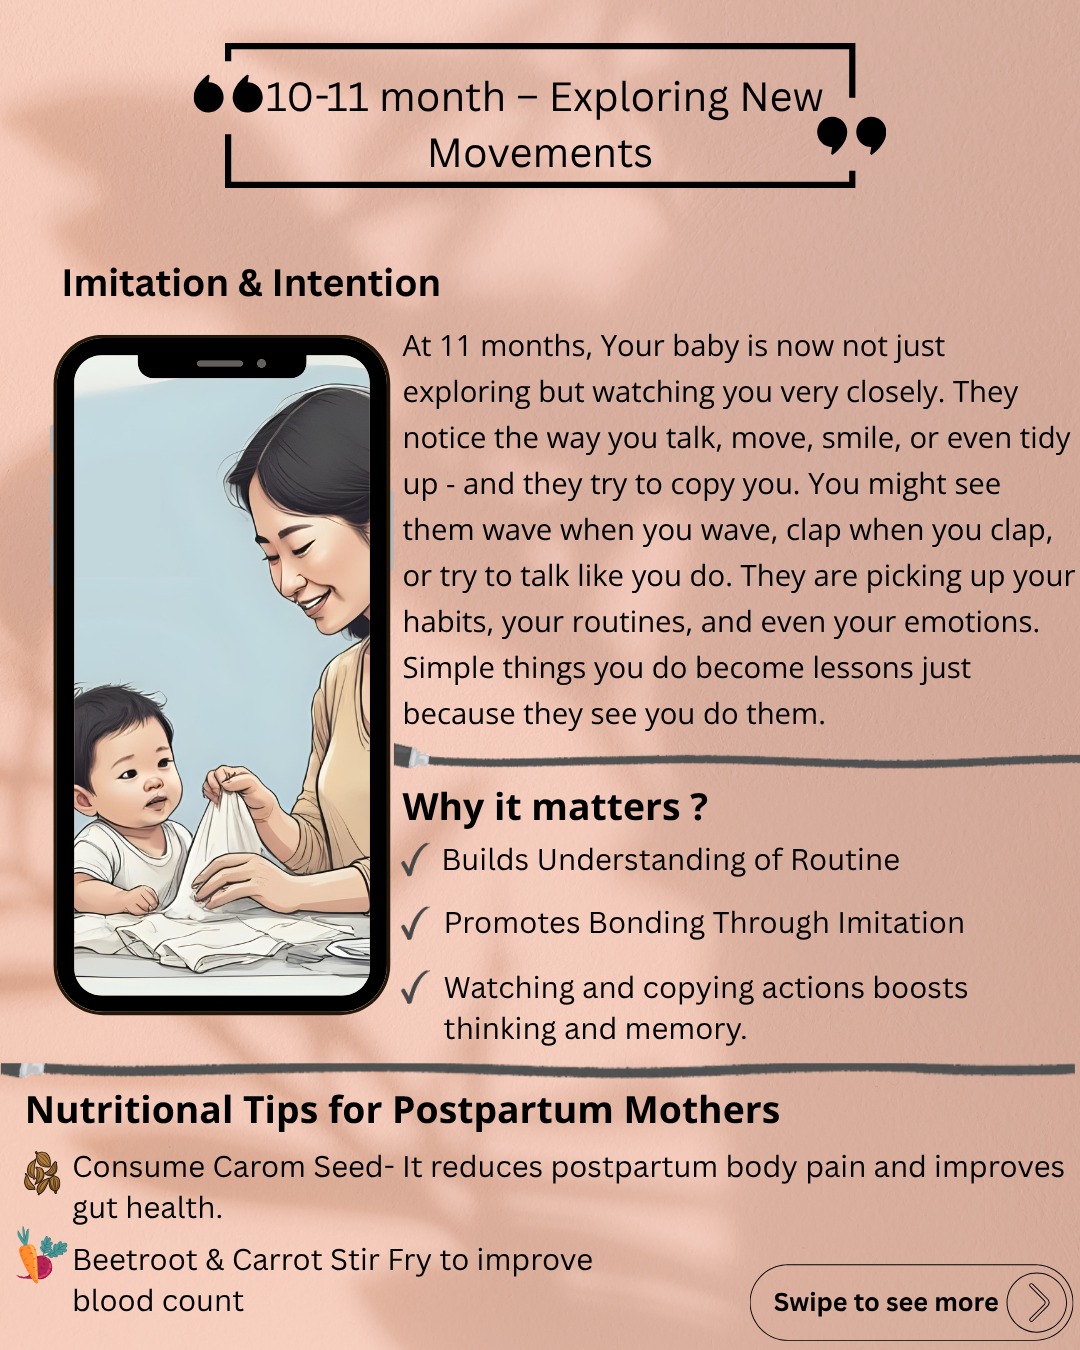 10-11 month – Exploring New
Movements
Imitation & Intention
At 11 months, Your baby is now not just
exploring but watching you very closely. They
notice the way you talk, move, smile, or even tidy
up - and they try to copy you. You might see
them wave when you wave, clap when you clap,
or try to talk like you do. They are picking up your
habits, your routines, and even your emotions.
Simple things you do become lessons just
because they see you do them.
Why it matters ?
Builds Understanding of Routine
Promotes Bonding Through Imitation
Watching and copying actions boosts
thinking and memory.
Nutritional Tips for Postpartum Mothers
Consume Carom Seed- It reduces postpartum body pain and improves
gut health.
Beetroot & Carrot Stir Fry to improve
blood count
Swipe to see more